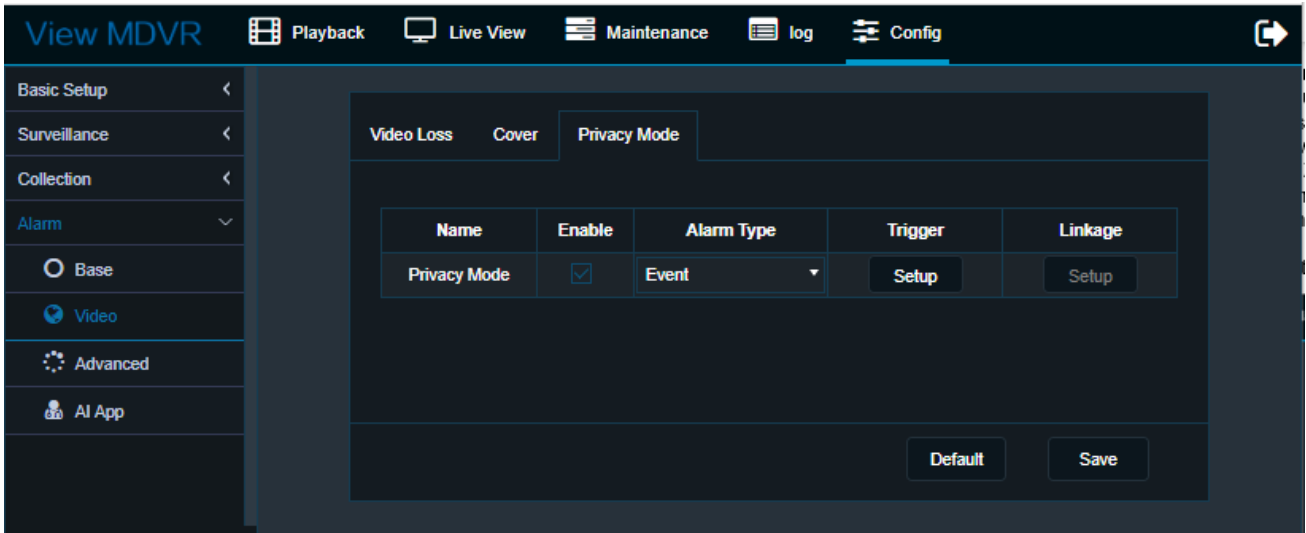 View MDVR Playback Live View Maintenance log Config
Basic Setup
Surveillance
Collection
Alarm
Base
Video
Advanced
AI App
Video Loss Cover Privacy Mode
Name Enable Alarm Type Trigger Linkage
Privacy Mode Event Setup Setup
Default Save